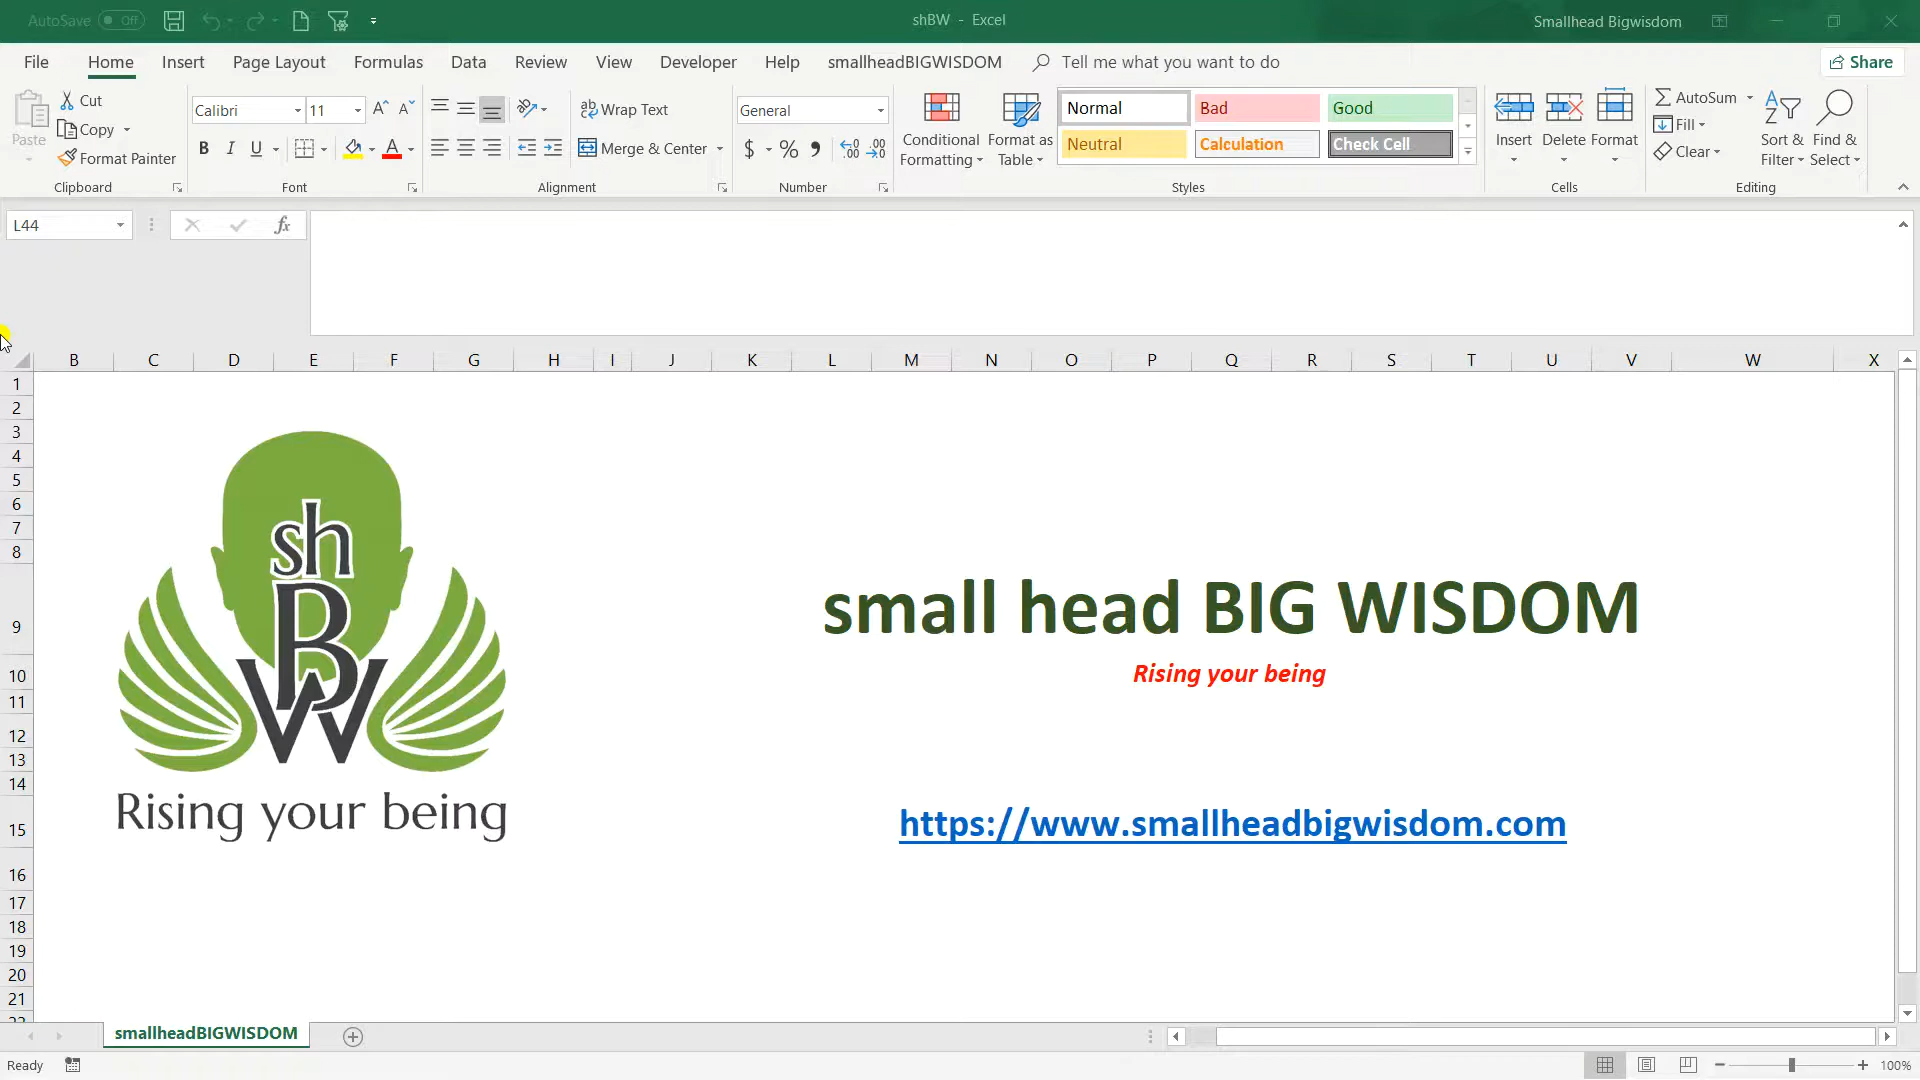 AutoSave Off
shBW - Excel
Smallhead Bigwisdom
File Home Insert Page Layout Formulas Data Review View Developer Help smallheadBIGWISDOM Tell me what you want to do
Share
Paste
Cut
Copy
Format Painter
Clipboard
Calibri 11
A A
B I U A
Font
Wrap Text
Merge & Center
Alignment
General
$ % ,
Number
Conditional Formatting
Format as Table
Normal Bad Good
Neutral Calculation Check Cell
Styles
Insert Delete Format
Cells
AutoSum
Fill
Clear
Sort & Filter
Find & Select
Editing
L44
fx
B C D E F G H I J K L M N O P Q R S T U V W X
1
2
3
4
5
6
7
8
9
10
11
12
13
14
15
16
17
18
19
20
21
sh
B
W
Rising your being
small head BIG WISDOM
Rising your being
https://www.smallheadbigwisdom.com
smallheadBIGWISDOM
Ready
100%